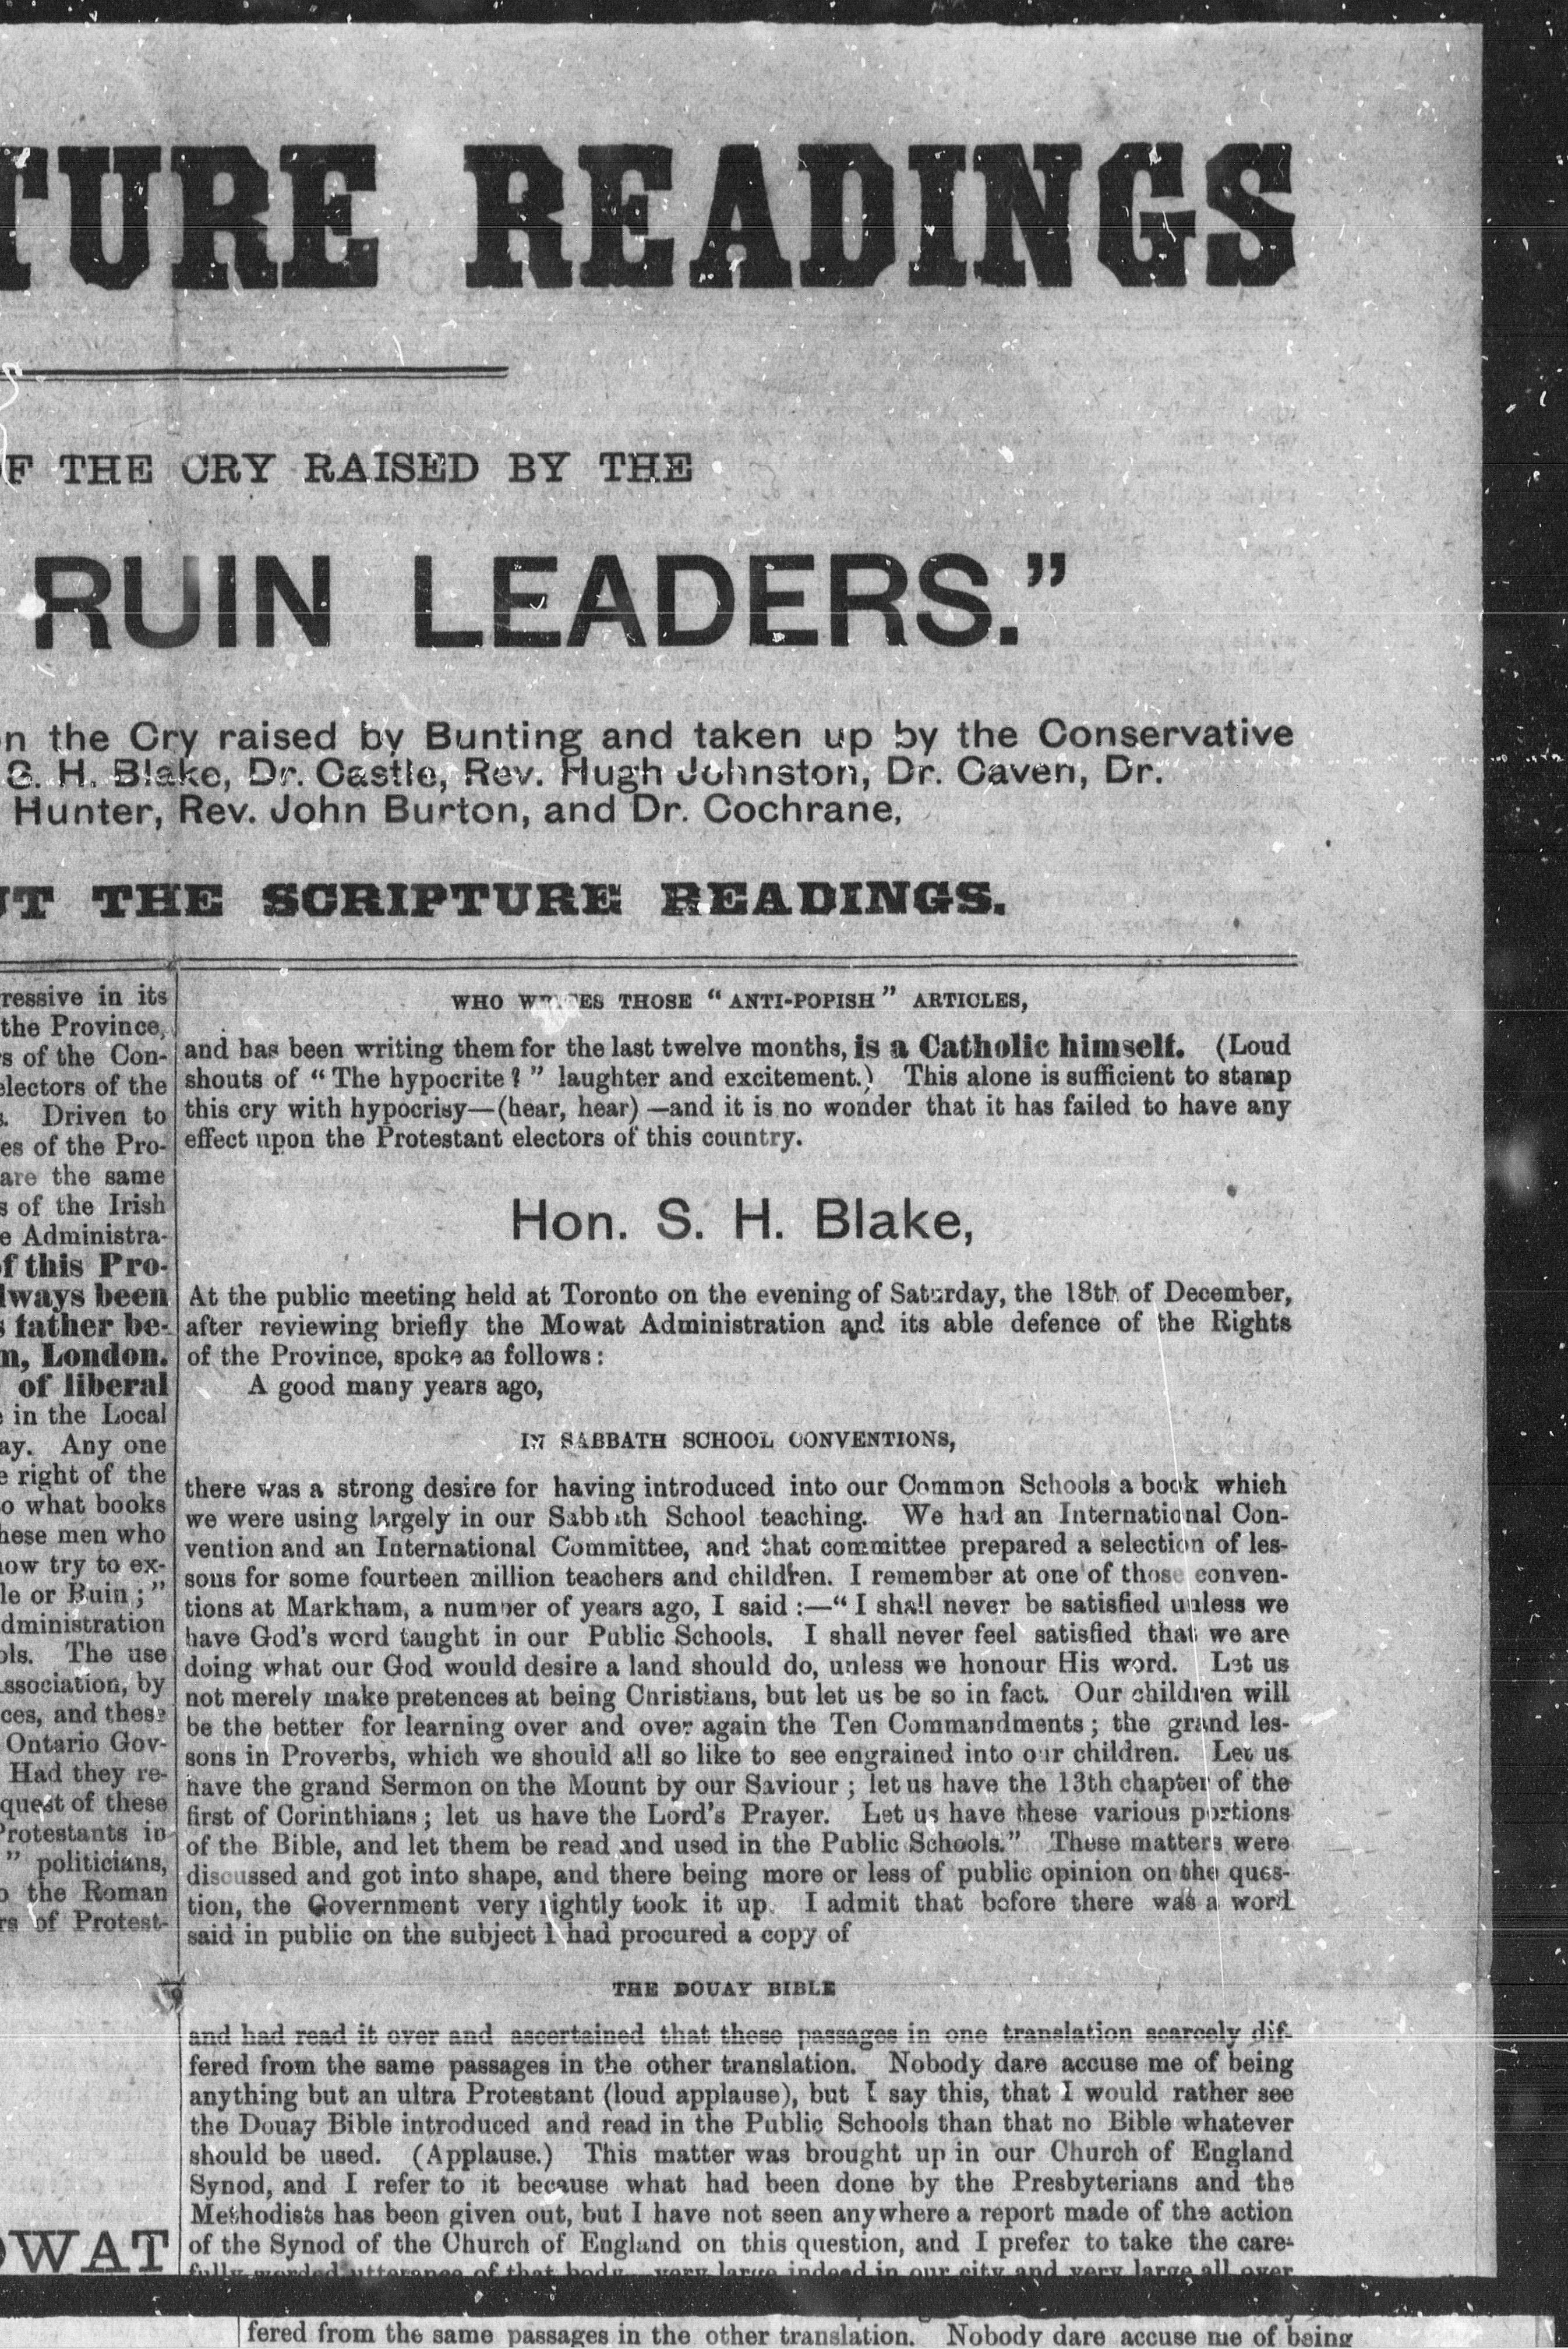 TURE READINGS
F THE CRY RAISED BY THE
RUIN LEADERS."
n the Cry raised by Bunting and taken up by the Conservative
S. H. Blake, Dr. Castle, Rev. Hugh Johnston, Dr. Caven, Dr.
Hunter, Rev. John Burton, and Dr. Cochrane,
UT THE SCRIPTURE READINGS.
ressive in its
the Province,
s of the Con-
electors of the
s. Driven to
es of the Pro-
are the same
s of the Irish
e Administra-
f this Pro-
lways been
s father be-
n, London.
of liberal
e in the Local
ay. Any one
e right of the
o what books
hese men who
now try to ex-
le or Ruin;"
dministration
ols. The use
ssociation, by
ces, and these
Ontario Gov-
Had they re-
quest of these
Protestants in
" politicians,
o the Roman
rs of Protest-
OWAT
WHO WRITES THOSE "ANTI-POPISH" ARTICLES,
and has been writing them for the last twelve months, is a Catholic himself. (Loud
shouts of "The hypocrite?" laughter and excitement.) This alone is sufficient to stamp
this cry with hypocrisy—(hear, hear)—and it is no wonder that it has failed to have any
effect upon the Protestant electors of this country.
Hon. S. H. Blake,
At the public meeting held at Toronto on the evening of Saturday, the 18th of December,
after reviewing briefly the Mowat Administration and its able defence of the Rights
of the Province, spoke as follows:
A good many years ago,
IN SABBATH SCHOOL CONVENTIONS,
there was a strong desire for having introduced into our Common Schools a book which
we were using largely in our Sabbath School teaching. We had an International Con-
vention and an International Committee, and that committee prepared a selection of les-
sons for some fourteen million teachers and children. I remember at one of those conven-
tions at Markham, a number of years ago, I said:—"I shall never be satisfied unless we
have God's word taught in our Public Schools. I shall never feel satisfied that we are
doing what our God would desire a land should do, unless we honour His word. Let us
not merely make pretences at being Christians, but let us be so in fact. Our children will
be the better for learning over and over again the Ten Commandments; the grand les-
sons in Proverbs, which we should all so like to see engrained into our children. Let us
have the grand Sermon on the Mount by our Saviour; let us have the 13th chapter of the
first of Corinthians; let us have the Lord's Prayer. Let us have these various portions
of the Bible, and let them be read and used in the Public Schools." These matters were
discussed and got into shape, and there being more or less of public opinion on the ques-
tion, the Government very rightly took it up. I admit that before there was a word
said in public on the subject I had procured a copy of
THE DOUAY BIBLE
and had read it over and ascertained that these passages in one translation scarcely dif-
fered from the same passages in the other translation. Nobody dare accuse me of being
anything but an ultra Protestant (loud applause), but I say this, that I would rather see
the Douay Bible introduced and read in the Public Schools than that no Bible whatever
should be used. (Applause.) This matter was brought up in our Church of England
Synod, and I refer to it because what had been done by the Presbyterians and the
Methodists has been given out, but I have not seen anywhere a report made of the action
of the Synod of the Church of England on this question, and I prefer to take the care-
fully worded utterance of that body, very large indeed in our city and very large all over
fered from the same passages in the other translation. Nobody dare accuse me of being